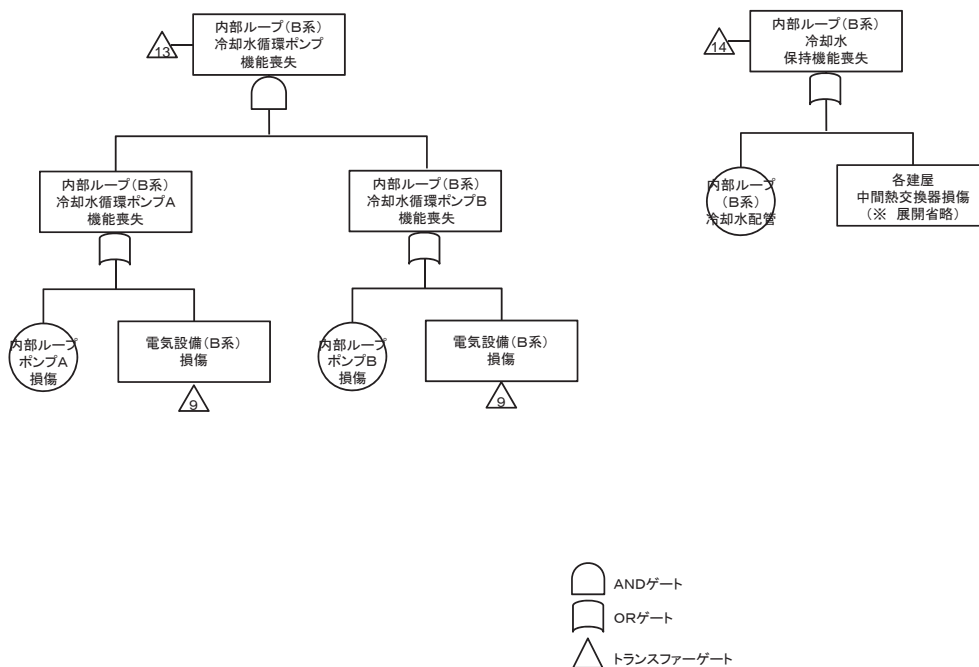 13
内部ループ(B系)
冷却水循環ポンプ
機能喪失
14
内部ループ(B系)
冷却水
保持機能喪失
内部ループ(B系)
冷却水循環ポンプA
機能喪失
内部ループ(B系)
冷却水循環ポンプB
機能喪失
内部ループ
(B系)
冷却水配管
各建屋
中間熱交換器損傷
(※ 展開省略)
内部ループ
ポンプA
損傷
電気設備(B系)
損傷
9
内部ループ
ポンプB
損傷
電気設備(B系)
損傷
9
ANDゲート
ORゲート
トランスファーゲート